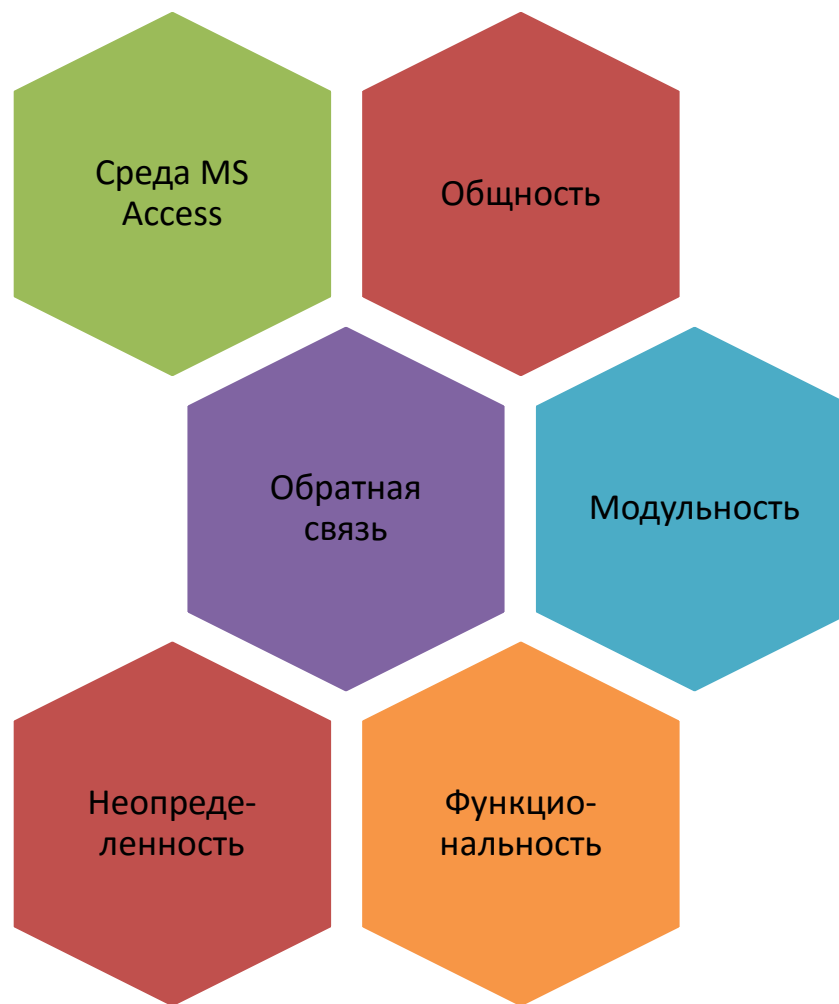 Среда MS
Access
Общность
Обратная
связь
Модульность
Неопреде-
ленность
Функцио-
нальность